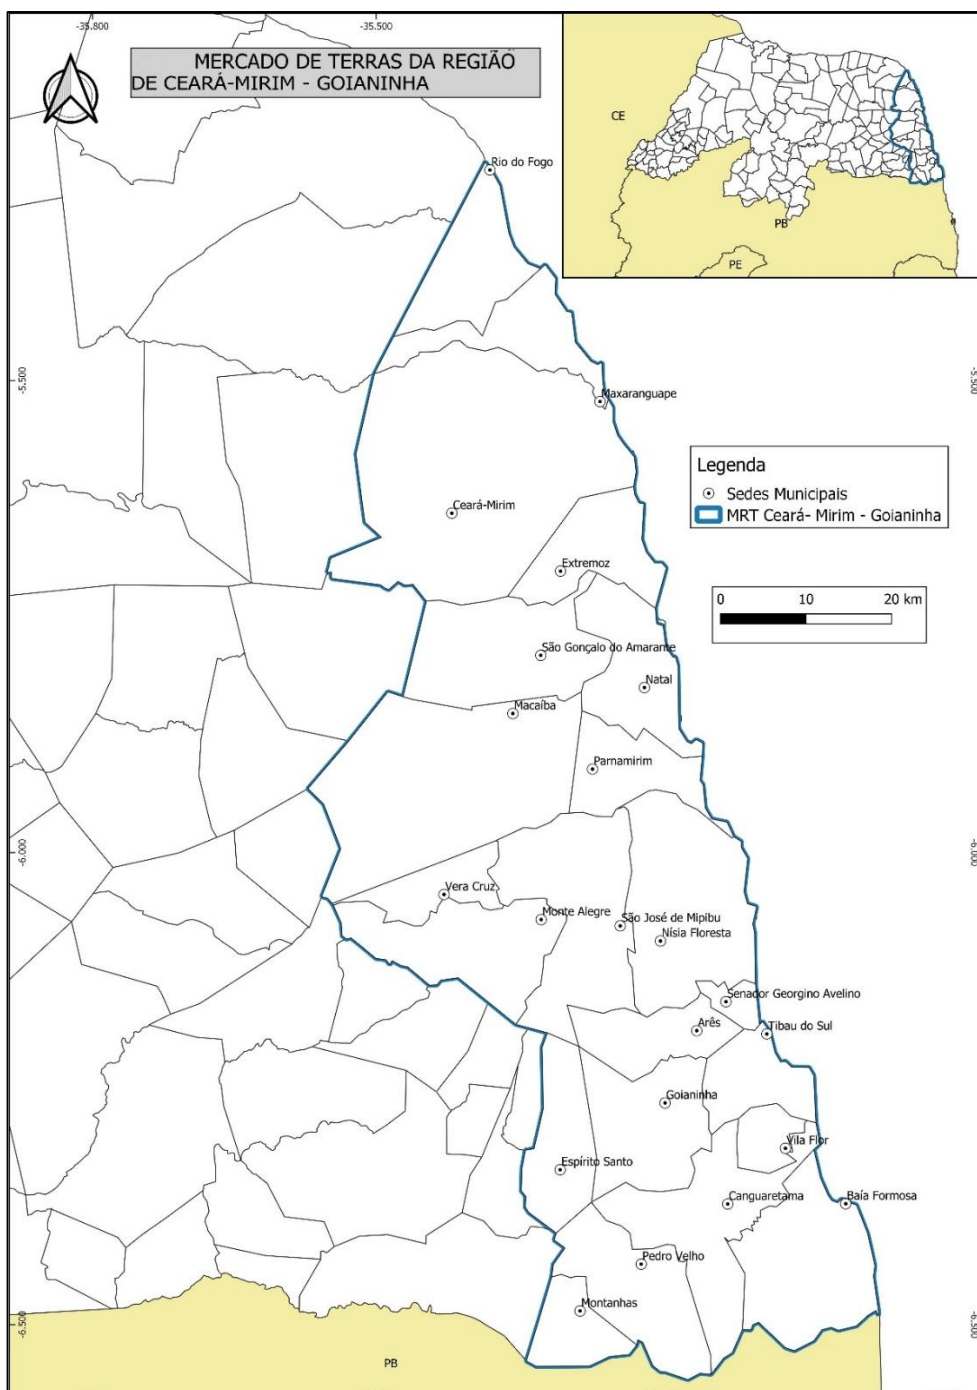 -35.800
-35.500
MERCADO DE TERRAS DA REGIÃO
DE CEARÁ-MIRIM - GOIANINHA
CE
PB
PE
Rio do Fogo
-5.500
-5.500
Maxaranguape
Legenda
Sedes Municipais
MRT Ceará- Mirim - Goianinha
Ceará-Mirim
Extremoz
0 10 20 km
São Gonçalo do Amarante
Natal
Macaíba
Parnamirim
-6.000
-6.000
Vera Cruz
Monte Alegre
São José de Mipibu
Nísia Floresta
Senador Georgino Avelino
Arês
Tibau do Sul
Goianinha
Vila Flor
Espírito Santo
Canguaretama
Baía Formosa
Pedro Velho
Montanhas
-6.500
-6.500
PB